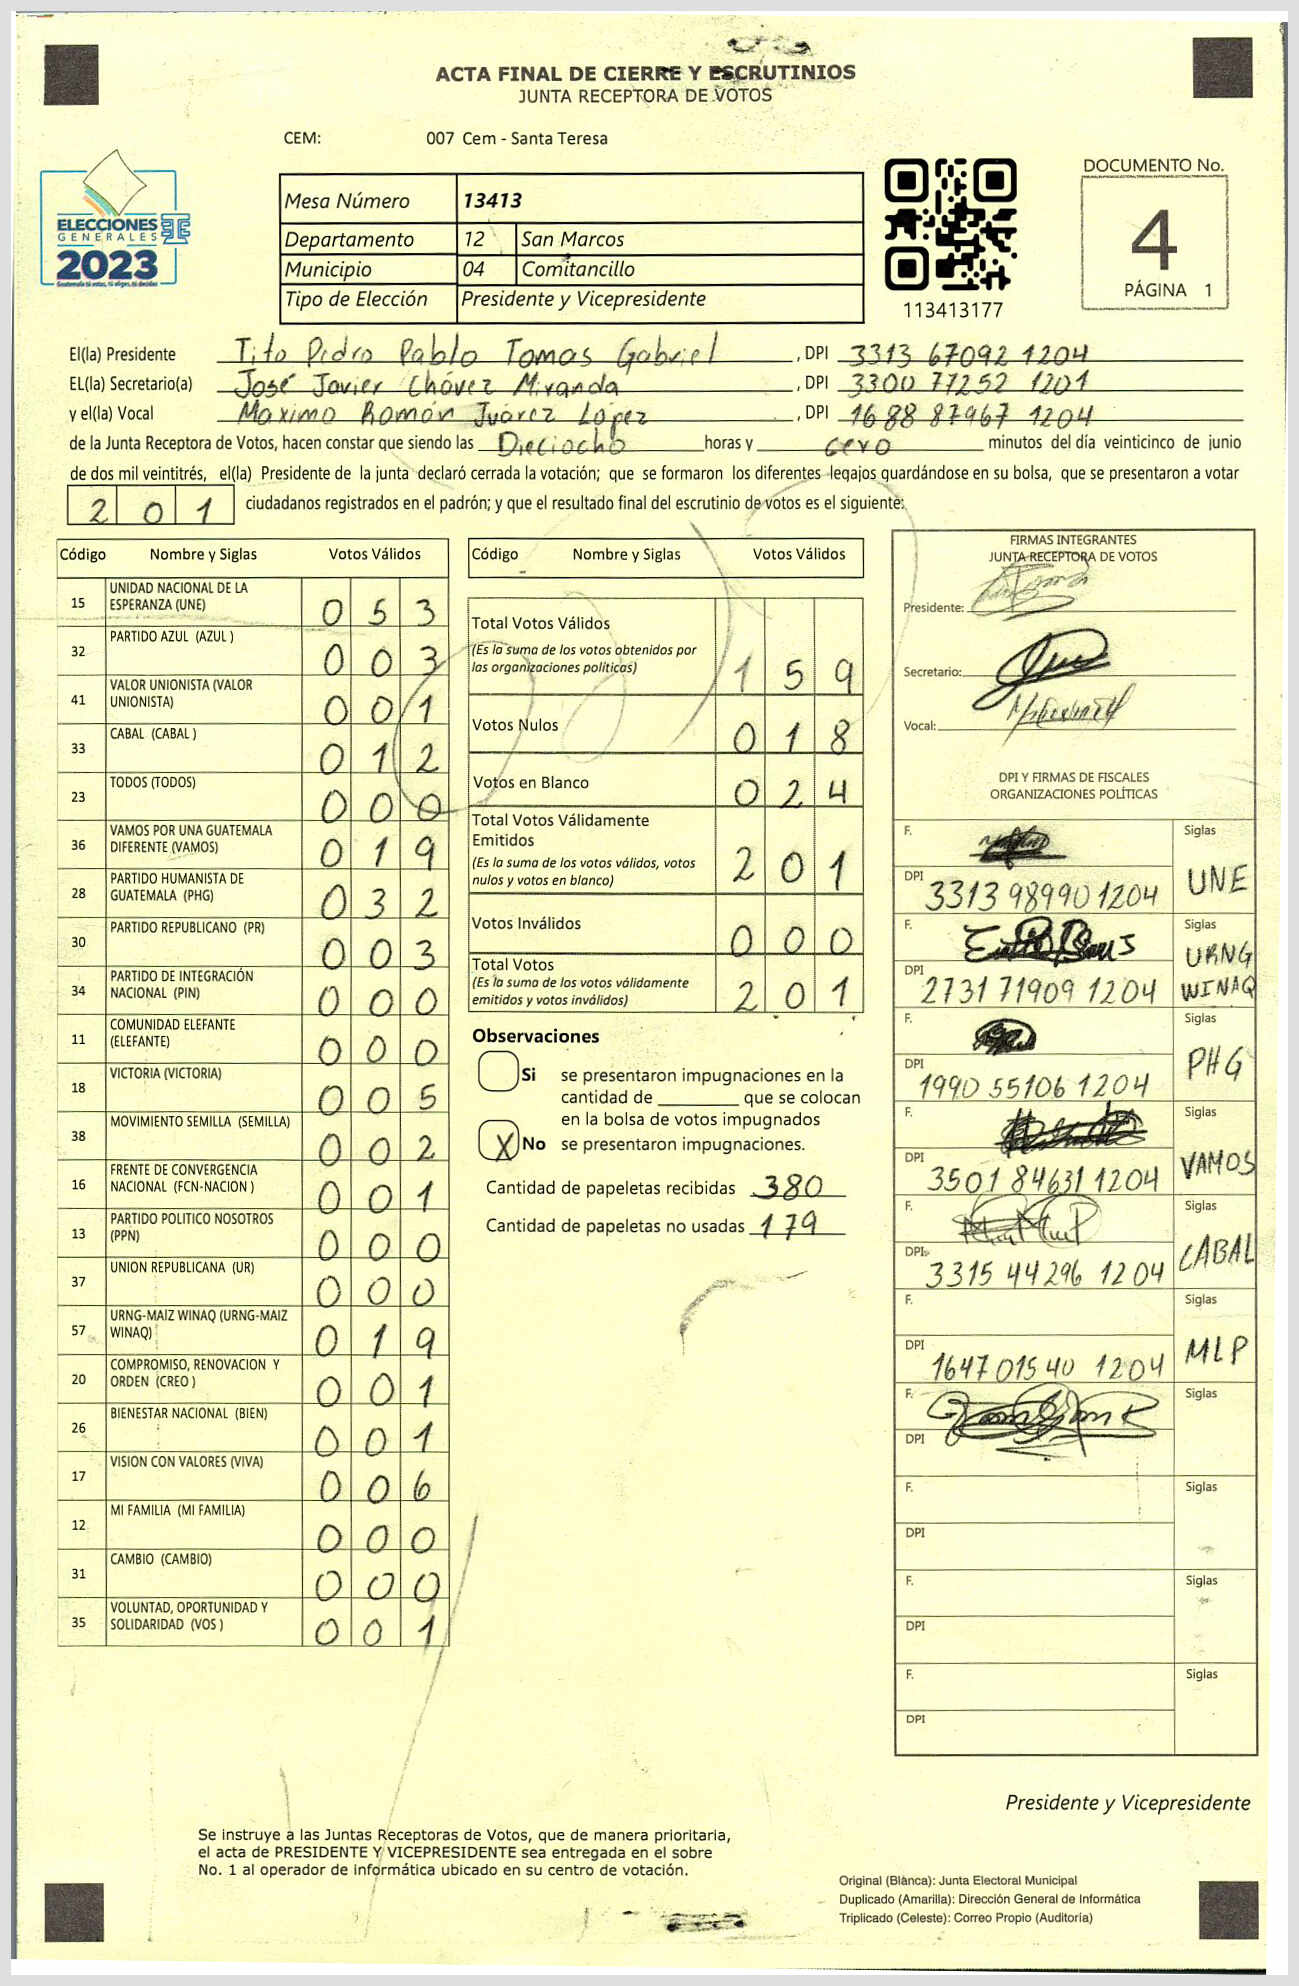 ACTA FINAL DE CIERRE Y ESCRUTINIOS
JUNTA RECEPTORA DE VOTOS
CEM: 007 Cem - Santa Teresa
ELECCIONES
GENERALES
2023
Guatemala tú votas, tú eliges, tú decides
Mesa Número 13413
Departamento 12 San Marcos
Municipio 04 Comitancillo
Tipo de Elección Presidente y Vicepresidente
113413177
DOCUMENTO No.
4
PÁGINA 1
El(la) Presidente Tito Pedro Pablo Tomas Gabriel , DPI 3313 67092 1204
EL(la) Secretario(a) José Javier Chávez Miranda , DPI 3300 77252 1201
y el(la) Vocal Maximo Román Juárez López , DPI 1688 87967 1204
de la Junta Receptora de Votos, hacen constar que siendo las Dieciocho horas y cero minutos del día veinticinco de junio
de dos mil veintitrés, el(la) Presidente de la junta declaró cerrada la votación; que se formaron los diferentes legajos guardándose en su bolsa, que se presentaron a votar
201 ciudadanos registrados en el padrón; y que el resultado final del escrutinio de votos es el siguiente:
Código Nombre y Siglas Votos Válidos
15 UNIDAD NACIONAL DE LA ESPERANZA (UNE) 0 5 3
32 PARTIDO AZUL (AZUL ) 0 0 3
41 VALOR UNIONISTA (VALOR UNIONISTA) 0 0 1
33 CABAL (CABAL ) 0 1 2
23 TODOS (TODOS) 0 0 0
36 VAMOS POR UNA GUATEMALA DIFERENTE (VAMOS) 0 1 9
28 PARTIDO HUMANISTA DE GUATEMALA (PHG) 0 3 2
30 PARTIDO REPUBLICANO (PR) 0 0 3
34 PARTIDO DE INTEGRACIÓN NACIONAL (PIN) 0 0 0
11 COMUNIDAD ELEFANTE (ELEFANTE) 0 0 0
18 VICTORIA (VICTORIA) 0 0 5
38 MOVIMIENTO SEMILLA (SEMILLA) 0 0 2
16 FRENTE DE CONVERGENCIA NACIONAL (FCN-NACION ) 0 0 1
13 PARTIDO POLITICO NOSOTROS (PPN) 0 0 0
37 UNION REPUBLICANA (UR) 0 0 0
57 URNG-MAIZ WINAQ (URNG-MAIZ WINAQ) 0 1 9
20 COMPROMISO, RENOVACION Y ORDEN (CREO ) 0 0 1
26 BIENESTAR NACIONAL (BIEN) 0 0 1
17 VISION CON VALORES (VIVA) 0 0 6
12 MI FAMILIA (MI FAMILIA) 0 0 0
31 CAMBIO (CAMBIO) 0 0 0
35 VOLUNTAD, OPORTUNIDAD Y SOLIDARIDAD (VOS ) 0 0 1
Código Nombre y Siglas Votos Válidos
Total Votos Válidos
(Es la suma de los votos obtenidos por
las organizaciones políticas) 1 5 9
Votos Nulos 0 1 8
Votos en Blanco 0 2 4
Total Votos Válidamente
Emitidos
(Es la suma de los votos válidos, votos
nulos y votos en blanco) 2 0 1
Votos Inválidos 0 0 0
Total Votos
(Es la suma de los votos válidamente
emitidos y votos inválidos) 2 0 1
Observaciones
Si se presentaron impugnaciones en la
cantidad de ________ que se colocan
en la bolsa de votos impugnados
X No se presentaron impugnaciones.
Cantidad de papeletas recibidas 380
Cantidad de papeletas no usadas 179
FIRMAS INTEGRANTES
JUNTA RECEPTORA DE VOTOS
Presidente:
Secretario:
Vocal:
DPI Y FIRMAS DE FISCALES
ORGANIZACIONES POLÍTICAS
F. Siglas
DPI 3313 98990 1204 UNE
F. Siglas
DPI 2731 71909 1204 URNG WINAQ
F. Siglas
DPI 1990 55106 1204 PHG
F. Siglas
DPI 3501 84631 1204 VAMOS
F. Siglas
DPI 3315 44296 1204 CABAL
F. Siglas
DPI 1647 01540 1204 MLP
F. Siglas
DPI
F. Siglas
DPI
F. Siglas
DPI
F. Siglas
DPI
Presidente y Vicepresidente
Se instruye a las Juntas Receptoras de Votos, que de manera prioritaria,
el acta de PRESIDENTE Y VICEPRESIDENTE sea entregada en el sobre
No. 1 al operador de informática ubicado en su centro de votación.
Original (Blánca): Junta Electoral Municipal
Duplicado (Amarilla): Dirección General de Informática
Triplicado (Celeste): Correo Propio (Auditoría)